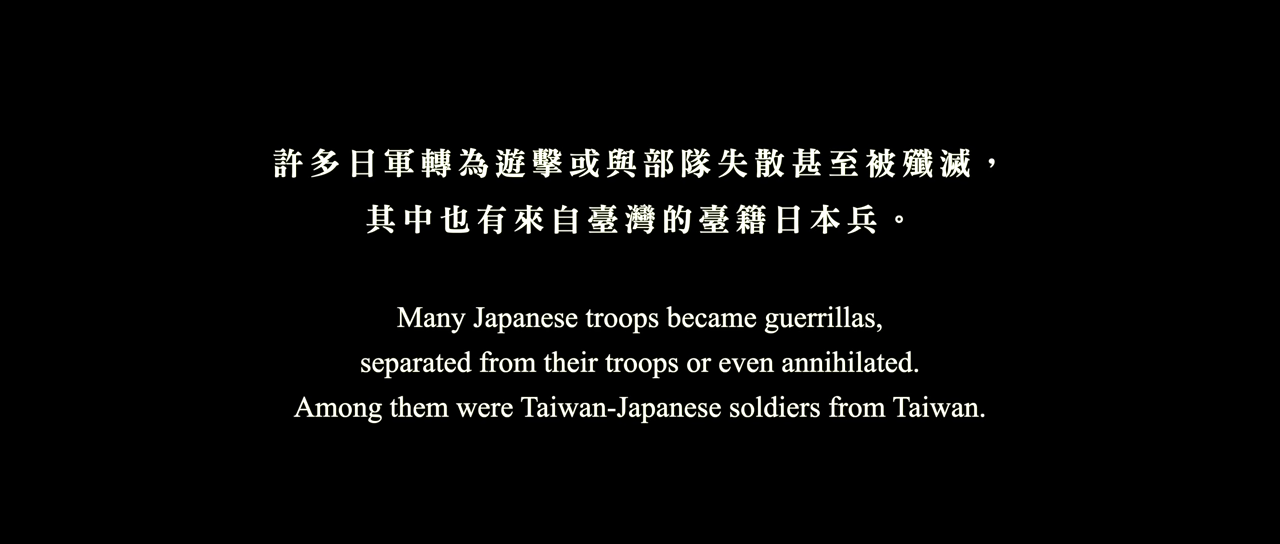 許多日軍轉為遊擊或與部隊失散甚至被殲滅，
其中也有來自臺灣的臺籍日本兵。
Many Japanese troops became guerrillas,
separated from their troops or even annihilated.
Among them were Taiwan-Japanese soldiers from Taiwan.